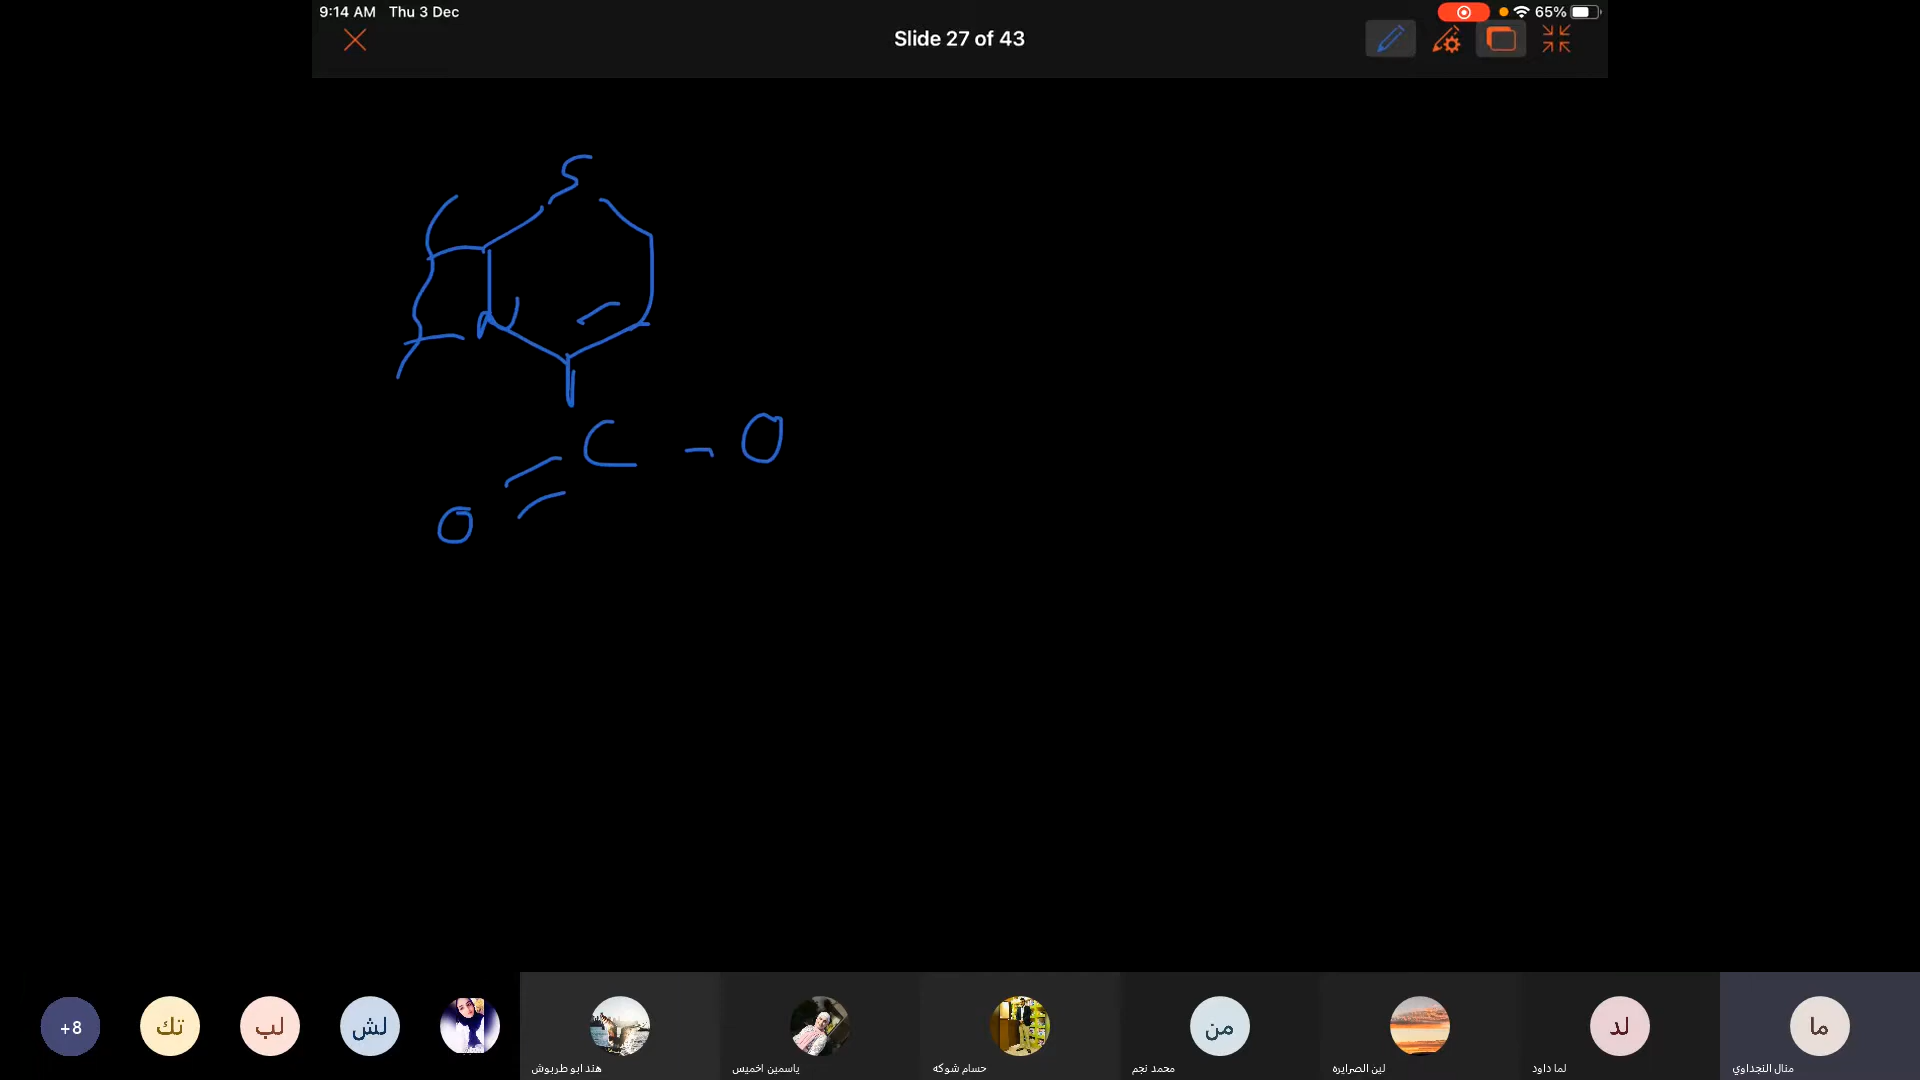 9:14 AM Thu 3 Dec
65%
Slide 27 of 43
S
N
C - O
O
+8
تك
لب
لش
من
لد
ما
هند ابو طربوش
ياسمين اخميس
حسام شوكه
محمد نجم
لين الصرايره
لما داود
منال النجداوي